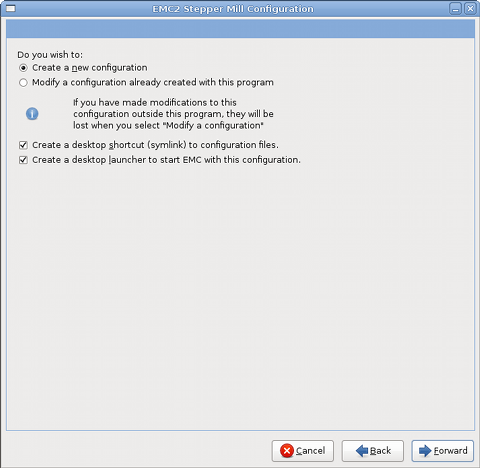 EMC2 Stepper Mill Configuration
Do you wish to:
Create a new configuration
Modify a configuration already created with this program
If you have made modifications to this
configuration outside this program, they will be
lost when you select "Modify a configuration"
Create a desktop shortcut (symlink) to configuration files.
Create a desktop launcher to start EMC with this configuration.
Cancel
Back
Forward